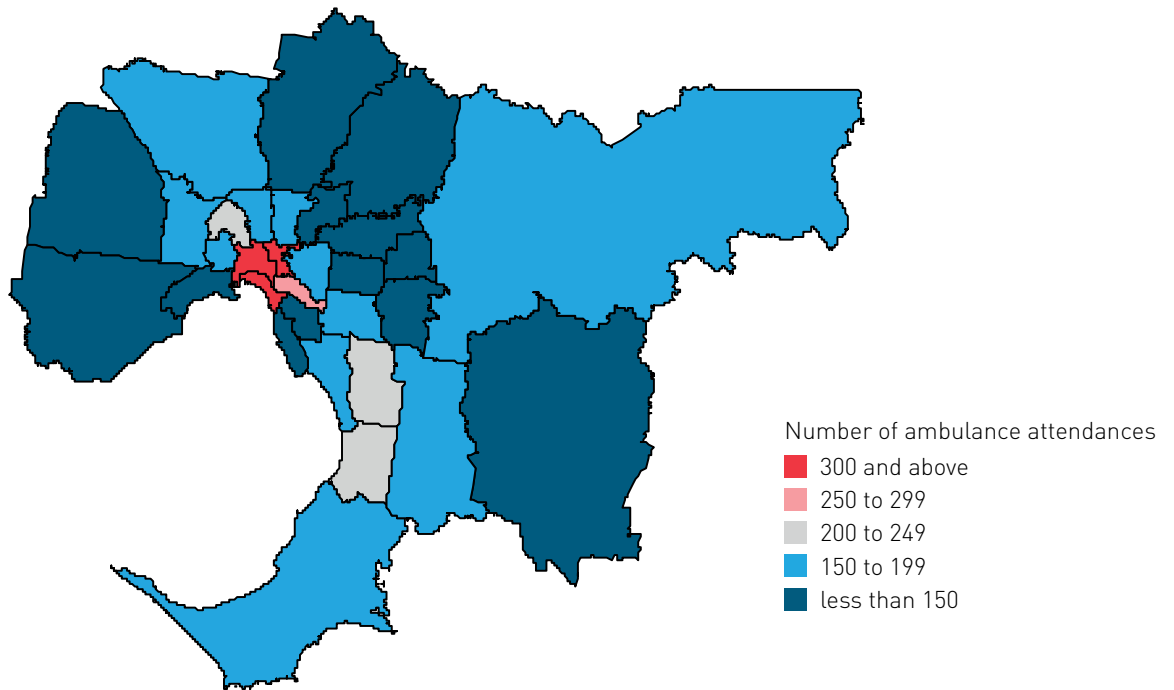 Number of ambulance attendances
300 and above
250 to 299
200 to 249
150 to 199
less than 150